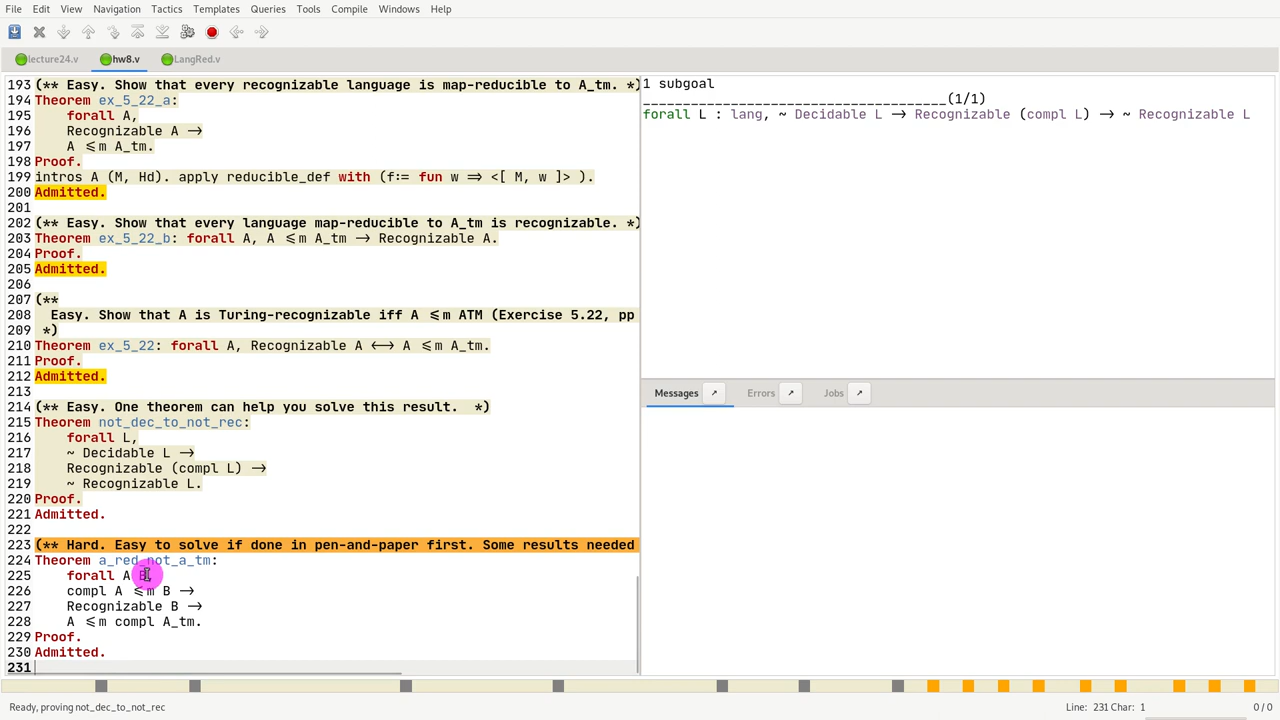 File Edit View Navigation Tactics Templates Queries Tools Compile Windows Help
lecture24.v hw8.v LangRed.v
193 (** Easy. Show that every recognizable language is map-reducible to A_tm. *)
194 Theorem ex_5_22_a:
195 forall A,
196 Recognizable A →
197 A ≤m A_tm.
198 Proof.
199 intros A (M, Hd). apply reducible_def with (f:= fun w ⇒ <[ M, w ]> ).
200 Admitted.
201
202 (** Easy. Show that every language map-reducible to A_tm is recognizable. *)
203 Theorem ex_5_22_b: forall A, A ≤m A_tm → Recognizable A.
204 Proof.
205 Admitted.
206
207 (**
208 Easy. Show that A is Turing-recognizable iff A ≤m ATM (Exercise 5.22, pp
209 *)
210 Theorem ex_5_22: forall A, Recognizable A ⟷ A ≤m A_tm.
211 Proof.
212 Admitted.
213
214 (** Easy. One theorem can help you solve this result. *)
215 Theorem not_dec_to_not_rec:
216 forall L,
217 ~ Decidable L →
218 Recognizable (compl L) →
219 ~ Recognizable L.
220 Proof.
221 Admitted.
222
223 (** Hard. Easy to solve if done in pen-and-paper first. Some results needed
224 Theorem a_red_not_a_tm:
225 forall A B,
226 compl A ≤m B →
227 Recognizable B →
228 A ≤m compl A_tm.
229 Proof.
230 Admitted.
231
1 subgoal
______________________________________(1/1)
forall L : lang, ~ Decidable L → Recognizable (compl L) → ~ Recognizable L
Messages ↗ Errors ↗ Jobs ↗
Ready, proving not_dec_to_not_rec Line: 231 Char: 1 0/0